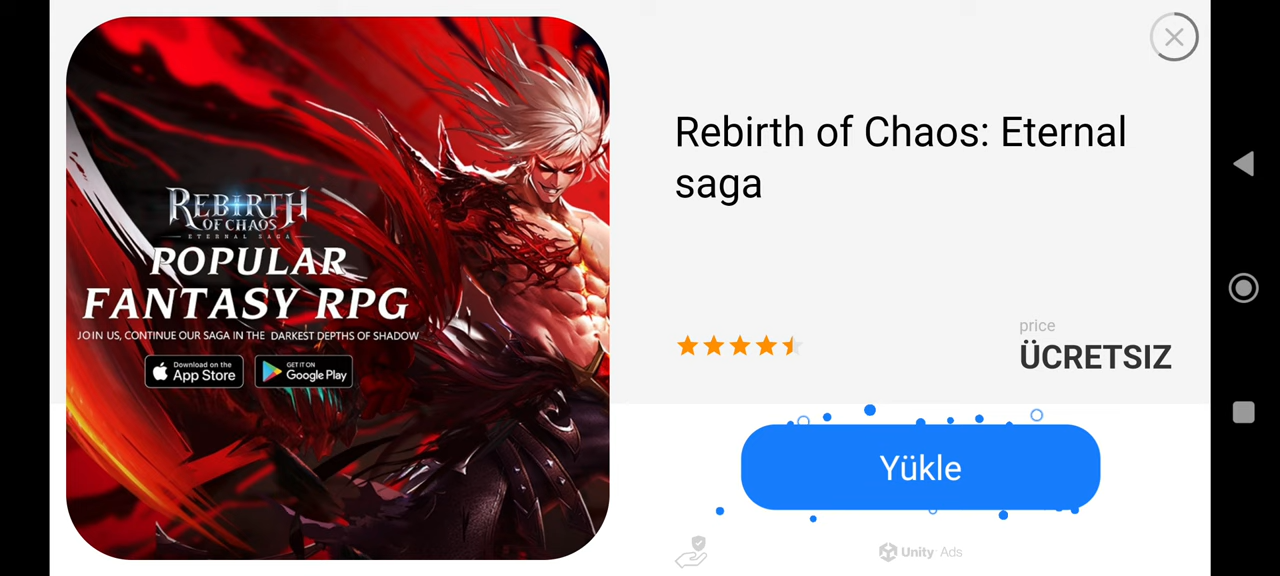 REBIRTH
OF CHAOS
ETERNAL SAGA
POPULAR
FANTASY RPG
JOIN US, CONTINUE OUR SAGA IN THE DARKEST DEPTHS OF SHADOW
Download on the
App Store
GET IT ON
Google Play
Rebirth of Chaos: Eternal
saga
price
ÜCRETSIZ
Yükle
Unity Ads